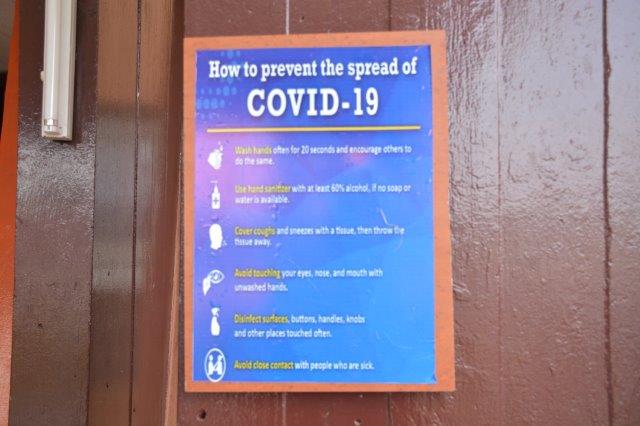 How to prevent the spread of
COVID-19
Wash hands often for 20 seconds and encourage others to
do the same.
Use hand sanitizer with at least 60% alcohol, if no soap or
water is available.
Cover coughs and sneezes with a tissue, then throw the
tissue away.
Avoid touching your eyes, nose, and mouth with
unwashed hands.
Disinfect surfaces, buttons, handles, knobs
and other places touched often.
Avoid close contact with people who are sick.